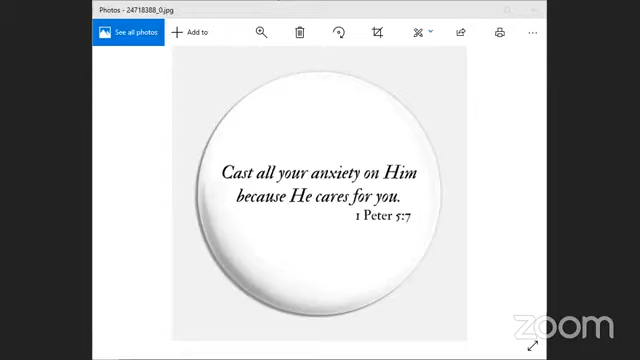 Photos - 24718388_0.jpg
See all photos
Add to
Cast all your anxiety on Him
because He cares for you.
1 Peter 5:7
zoom